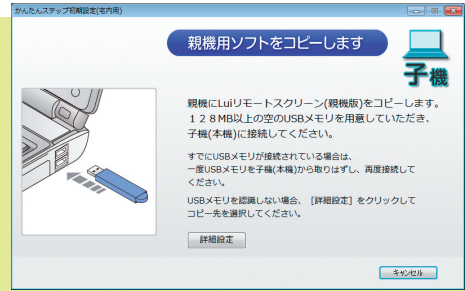 かんたんステップ初期設定(宅内用)
親機用ソフトをコピーします
子機
親機にLuiリモートスクリーン(親機版)をコピーします。
１２８MB以上の空のUSBメモリを用意していただき、
子機(本機)に接続してください。
すでにUSBメモリが接続されている場合は、
一度USBメモリを子機(本機)から取りはずし、再度接続して
ください。
USBメモリを認識しない場合、［詳細設定］をクリックして
コピー先を選択してください。
詳細設定
キャンセル